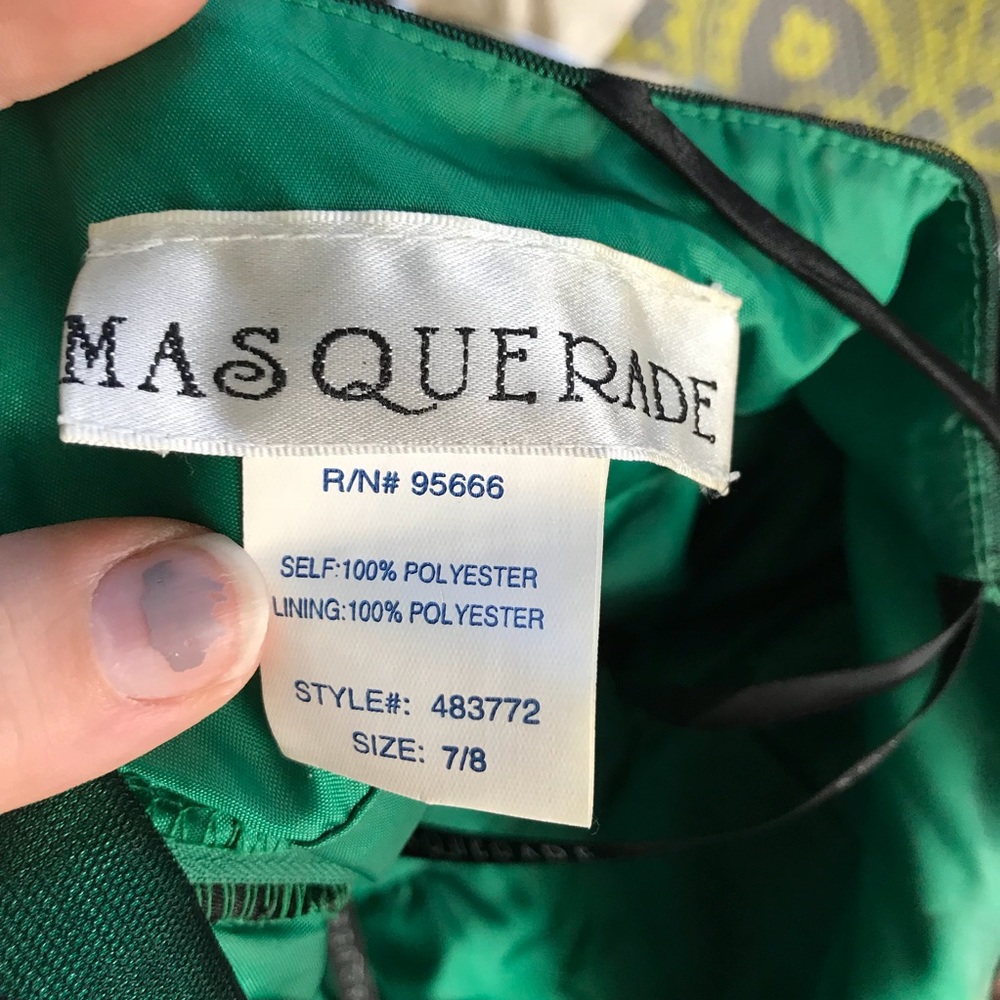 MASQUERADE
R/N# 95666
SELF:100% POLYESTER
LINING:100% POLYESTER
STYLE#: 483772
SIZE: 7/8